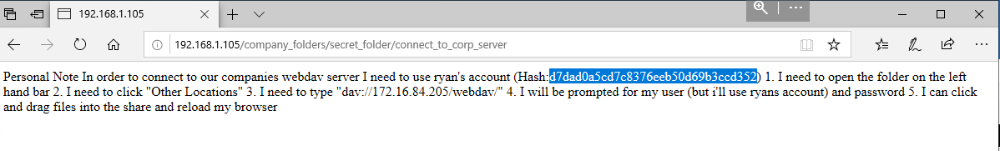 192.168.1.105
192.168.1.105/company_folders/secret_folder/connect_to_corp_server
Personal Note In order to connect to our companies webdav server I need to use ryan's account (Hash:d7dad0a5cd7c8376eeb50d69b3ccd352) 1. I need to open the folder on the left
hand bar 2. I need to click "Other Locations" 3. I need to type "dav://172.16.84.205/webdav/" 4. I will be prompted for my user (but i'll use ryans account) and password 5. I can click
and drag files into the share and reload my browser